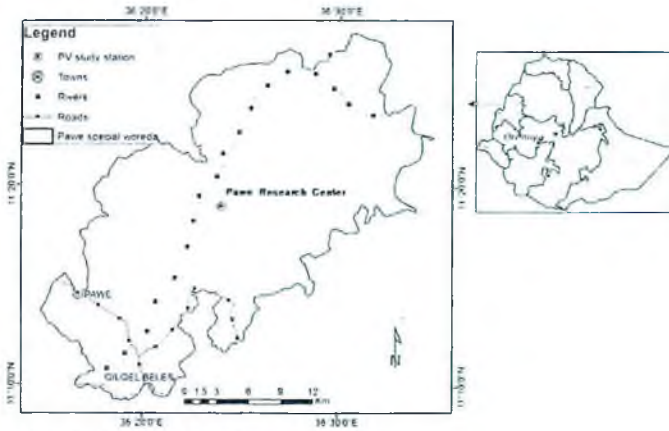 36 20'0"E 36 30'0"E
Legend
PV study station
Towns
Rivers
Roads
Pawe special woreda
11°20'0"N
11°20'0"N
Pawe Research Center
PAWE
GILGEL BELES
N
0 1.5 3 6 9 12
Km
11°10'0"N
11°10'0"N
36 20'0"E 36 30'0"E